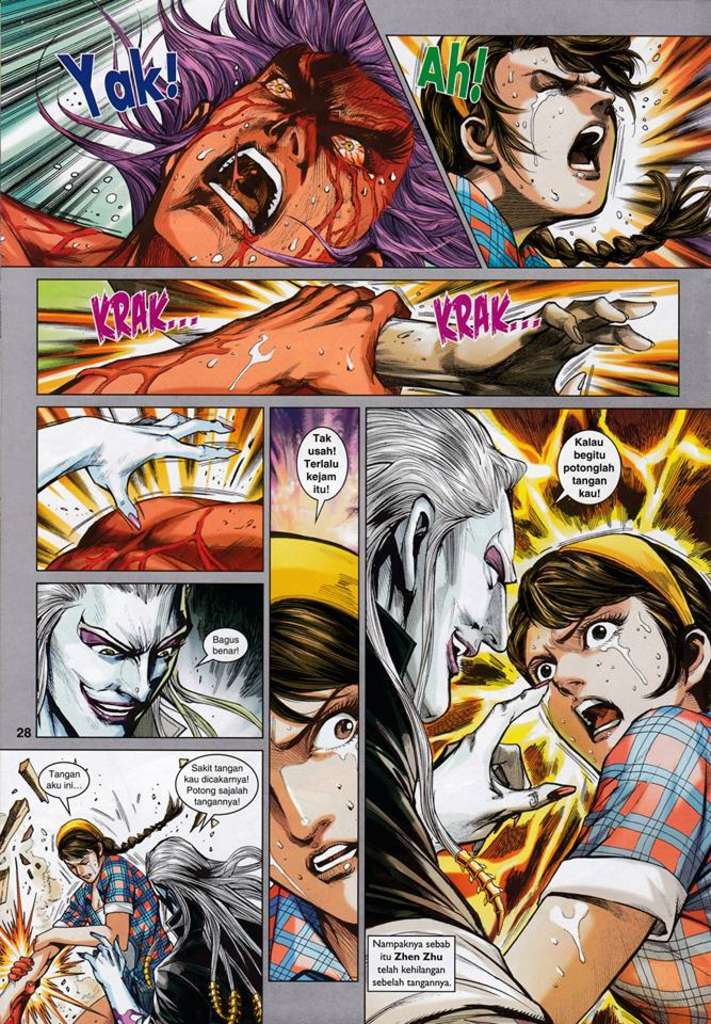 Yak!
Ah!
KRAK...
KRAK...
Bagus
benar!
28
Tangan
aku ini...
Sakit tangan
kau dicakarnya!
Potong sajalah
tangannya!
Tak
usah!
Terlalu
kejam
itu!
Kalau
begitu
potonglah
tangan
kau!
Nampaknya sebab
itu Zhen Zhu
telah kehilangan
sebelah tangannya.